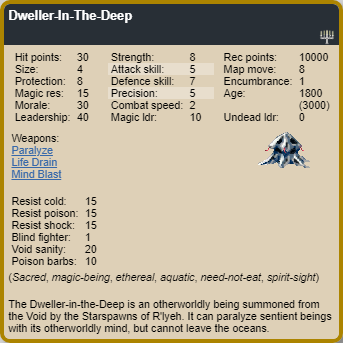 Dweller-In-The-Deep
Hit points: 30 Strength: 8 Rec points: 10000
Size: 4 Attack skill: 5 Map move: 8
Protection: 8 Defence skill: 7 Encumbrance: 1
Magic res: 15 Precision: 5 Age: 1800
Morale: 30 Combat speed: 2 (3000)
Leadership: 40 Magic ldr: 10 Undead ldr: 0
Weapons:
Paralyze
Life Drain
Mind Blast
Resist cold: 15
Resist poison: 15
Resist shock: 15
Blind fighter: 1
Void sanity: 20
Poison barbs: 10
(Sacred, magic-being, ethereal, aquatic, need-not-eat, spirit-sight)
The Dweller-in-the-Deep is an otherworldly being summoned from
the Void by the Starspawns of R'lyeh. It can paralyze sentient beings
with its otherworldly mind, but cannot leave the oceans.